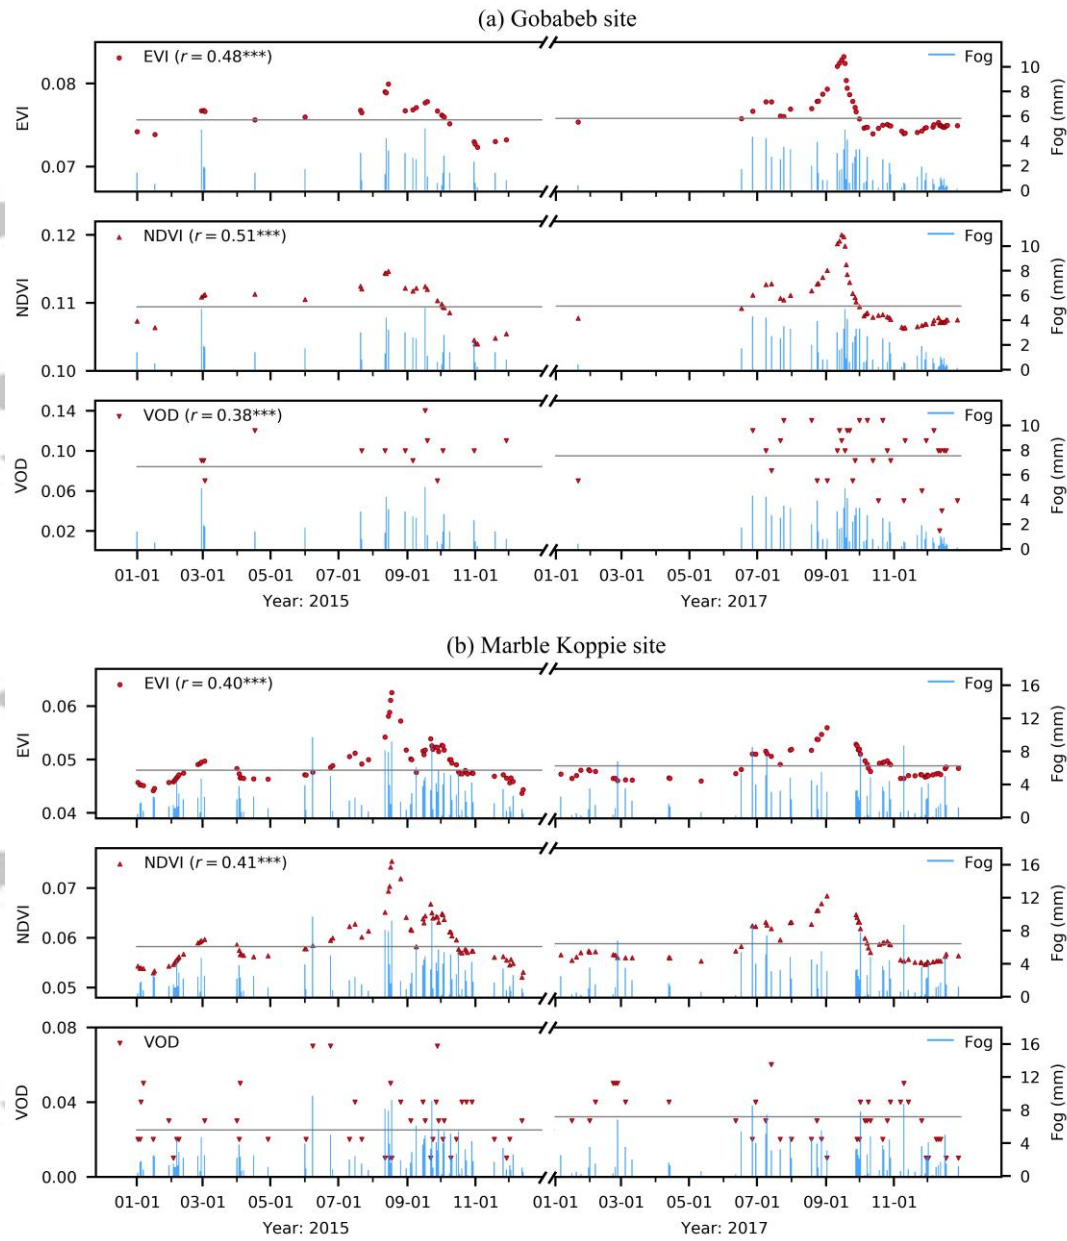 (a) Gobabeb site
EVI (r = 0.48***)
Fog
0.08
0.07
EVI
10
8
6
4
2
0
Fog (mm)
NDVI (r = 0.51***)
Fog
0.12
0.11
0.10
NDVI
10
8
6
4
2
0
Fog (mm)
VOD (r = 0.38***)
Fog
0.14
0.10
0.06
0.02
VOD
10
8
6
4
2
0
Fog (mm)
01-01 03-01 05-01 07-01 09-01 11-01 01-01 03-01 05-01 07-01 09-01 11-01
Year: 2015 Year: 2017
(b) Marble Koppie site
EVI (r = 0.40***)
Fog
0.06
0.05
0.04
EVI
16
12
8
4
0
Fog (mm)
NDVI (r = 0.41***)
Fog
0.07
0.06
0.05
NDVI
16
12
8
4
0
Fog (mm)
VOD
Fog
0.08
0.04
0.00
VOD
16
12
8
4
0
Fog (mm)
01-01 03-01 05-01 07-01 09-01 11-01 01-01 03-01 05-01 07-01 09-01 11-01
Year: 2015 Year: 2017